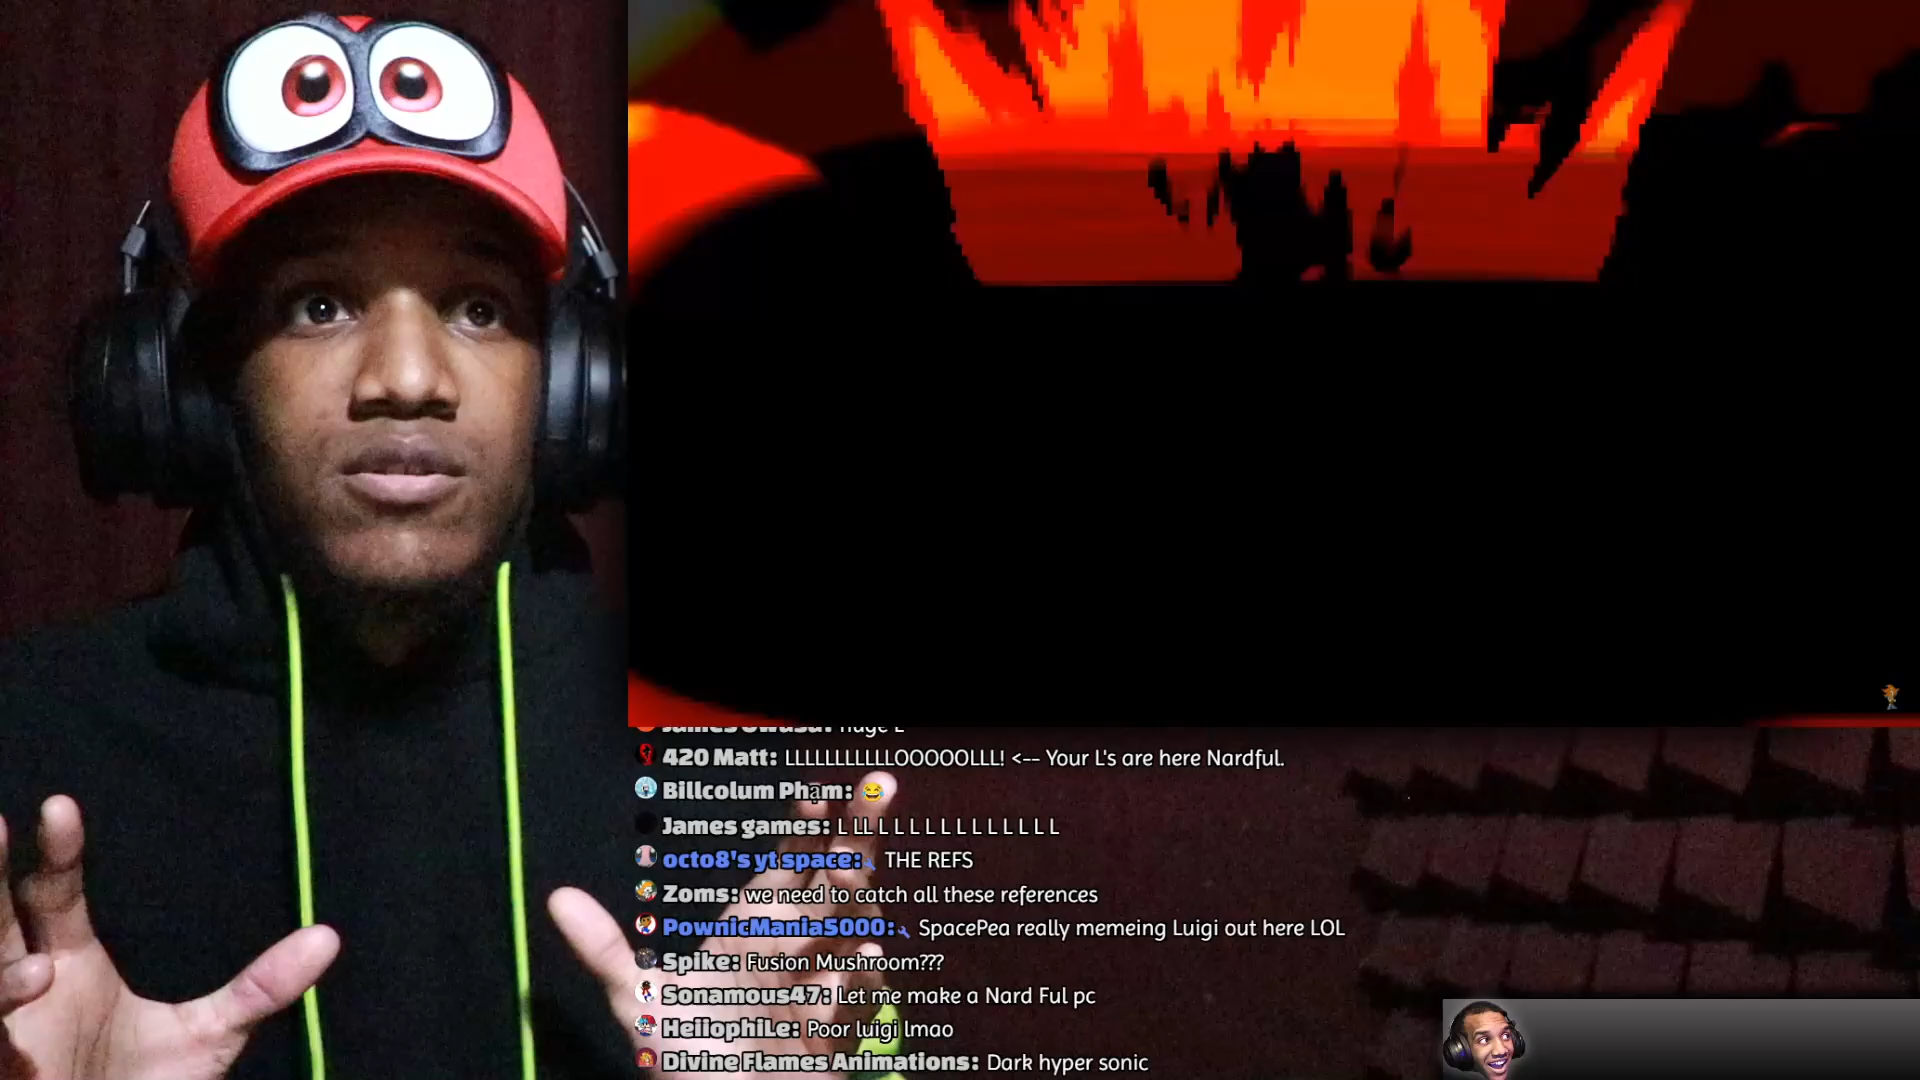 420 Matt: LLLLLLLLLLLOOOOOLLL! <-- Your L's are here Nardful.
Billcolum Phạm: 😂
James games: L LL L L L L L L L L L L L L
octo8's yt space: THE REFS
Zoms: we need to catch all these references
PownicMania5000: SpacePea really memeing Luigi out here LOL
Spike: Fusion Mushroom???
Sonamous47: Let me make a Nard Ful pc
HeliophiLe: Poor luigi lmao
Divine Flames Animations: Dark hyper sonic